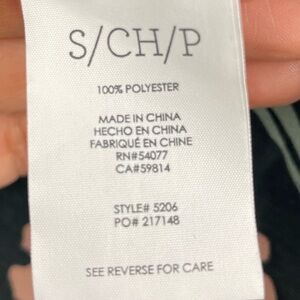 S/CH/P
100% POLYESTER
MADE IN CHINA
HECHO EN CHINA
FABRIQUÉ EN CHINE
RN#54077
CA#59814
STYLE# 5206
PO# 217148
SEE REVERSE FOR CARE